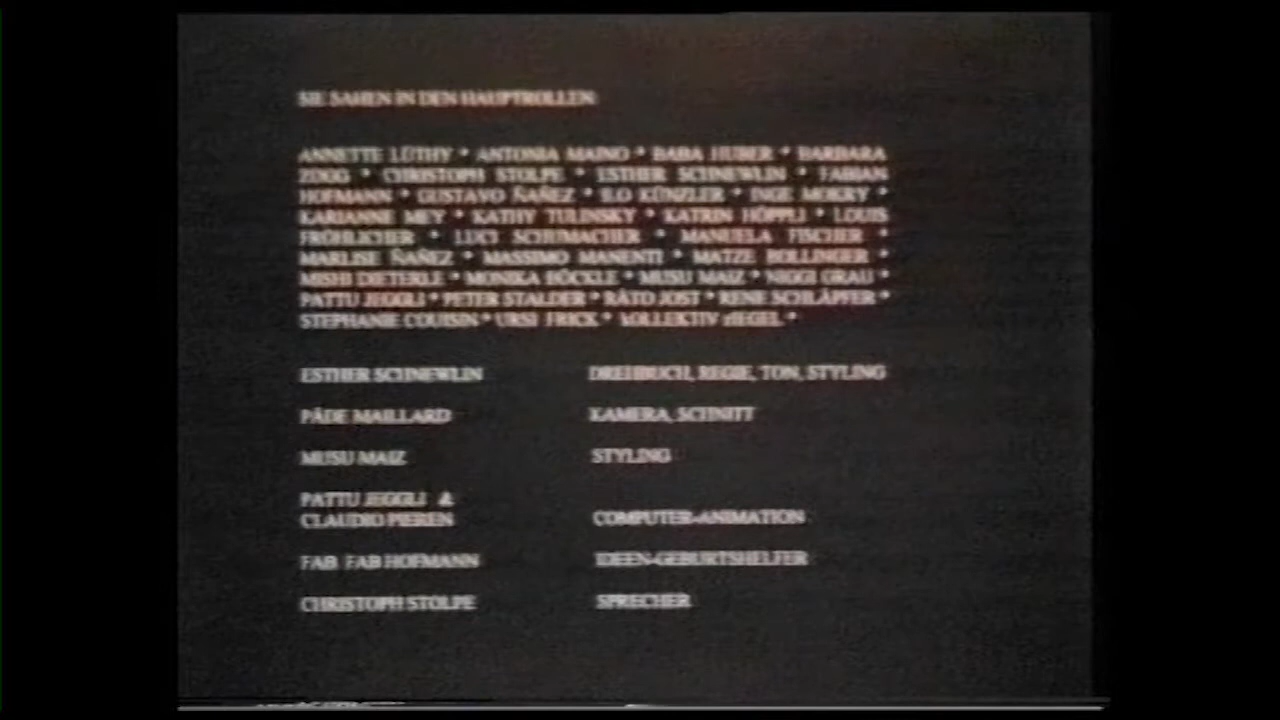 SIE SAHEN IN DEN HAUPTROLLEN
ANNETTE LÜTHY * ANTONIA MAINO * BABA HUBER * BARBARA
ZOOG * CHRISTOPH STOLPE * ESTHER SCHNEWLIN * FABIAN
HOFMANN * GUSTAVO ÑAÑEZ * ILO KÜNZLER * INGE MOKRY *
KARIANNE MEY * KATHY TULINSKY * KATRIN HÖPPLI * LOUIS
FRÖHLICHER * LUCI SCHUMACHER * MANUELA FISCHER *
MARLISE ÑAÑEZ * MASSIMO MANENTI * MATZE BOLLINGER *
MISHI DIETERLE * MONIKA BÖCKLE * MUSU MAIZ * NIGGI GRAU *
PATTU JEGGLI * PETER STALDER * RÄTO JOST * RENE SCHLÄPFER *
STEPHANIE COUISIN * URSI FRICK * KOLLEKTIV *
ESTHER SCHNEWLIN DREHBUCH, REGIE, TON, STYLING
PÄDE MAILLARD KAMERA, SCHNITT
MUSU MAIZ STYLING
PATTU JEGGLI &
CLAUDIO PIEREN COMPUTER-ANIMATION
FAB FAB HOFMANN IDEEN-GEBURTSHELFER
CHRISTOPH STOLPE SPRECHER